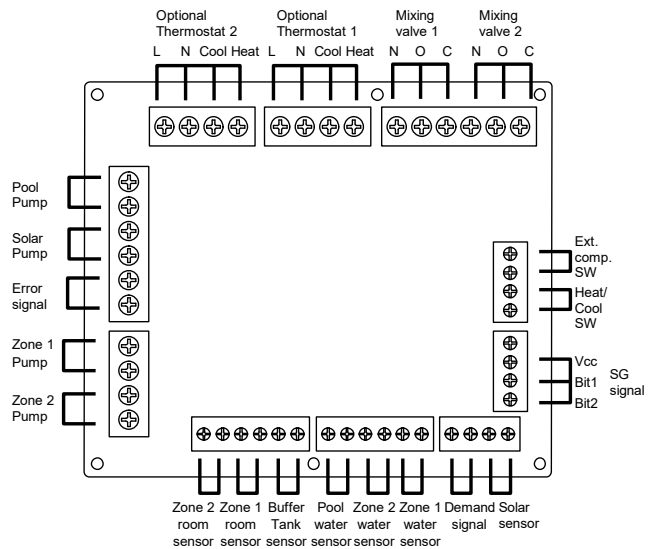 Optional
Thermostat 2
L N Cool Heat
Optional
Thermostat 1
L N Cool Heat
Mixing
valve 1
N O C
Mixing
valve 2
N O C
Pool
Pump
Solar
Pump
Error
signal
Zone 1
Pump
Zone 2
Pump
Ext.
comp.
SW
Heat/
Cool
SW
Vcc
Bit1
Bit2
SG
signal
Zone 2
room
sensor
Zone 1
room
sensor
Buffer
Tank
sensor
Pool
water
sensor
Zone 2
water
sensor
Zone 1
water
sensor
Demand
signal
Solar
sensor